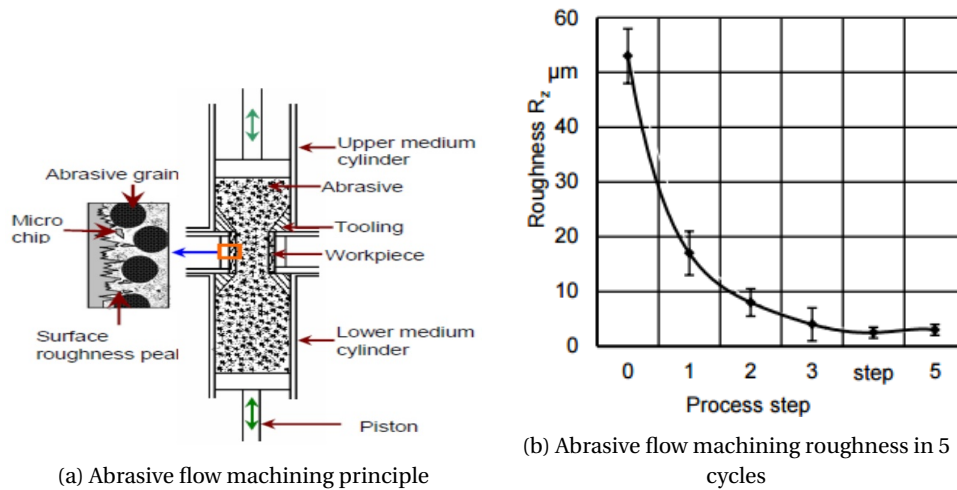 Upper medium
cylinder
Abrasive grain
Abrasive
Micro
chip
Tooling
Workpiece
Surface
roughness peal
Lower medium
cylinder
Piston
(a) Abrasive flow machining principle
60
50
40
30
20
10
0
Roughness Rz µm
0 1 2 3 step 5
Process step
(b) Abrasive flow machining roughness in 5
cycles